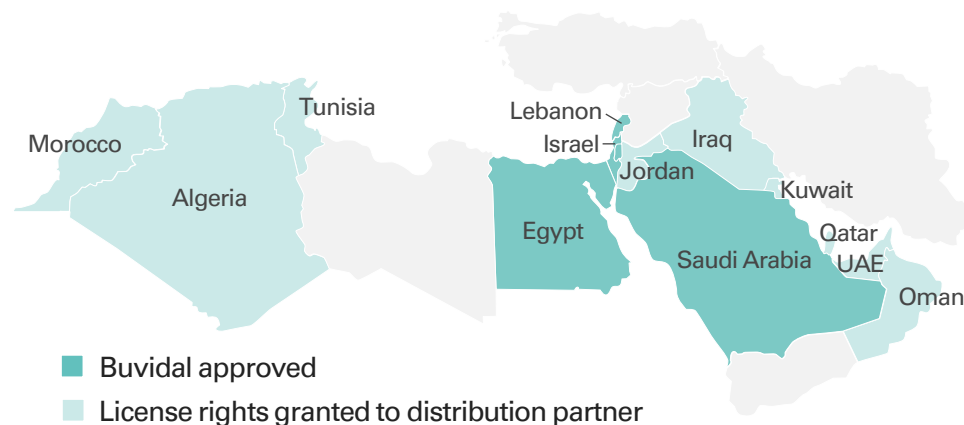 Tunisia
Lebanon
Morocco
Israel
Iraq
Jordan
Algeria
Kuwait
Egypt
Qatar
Saudi Arabia
UAE
Oman
Buvidal approved
License rights granted to distribution partner